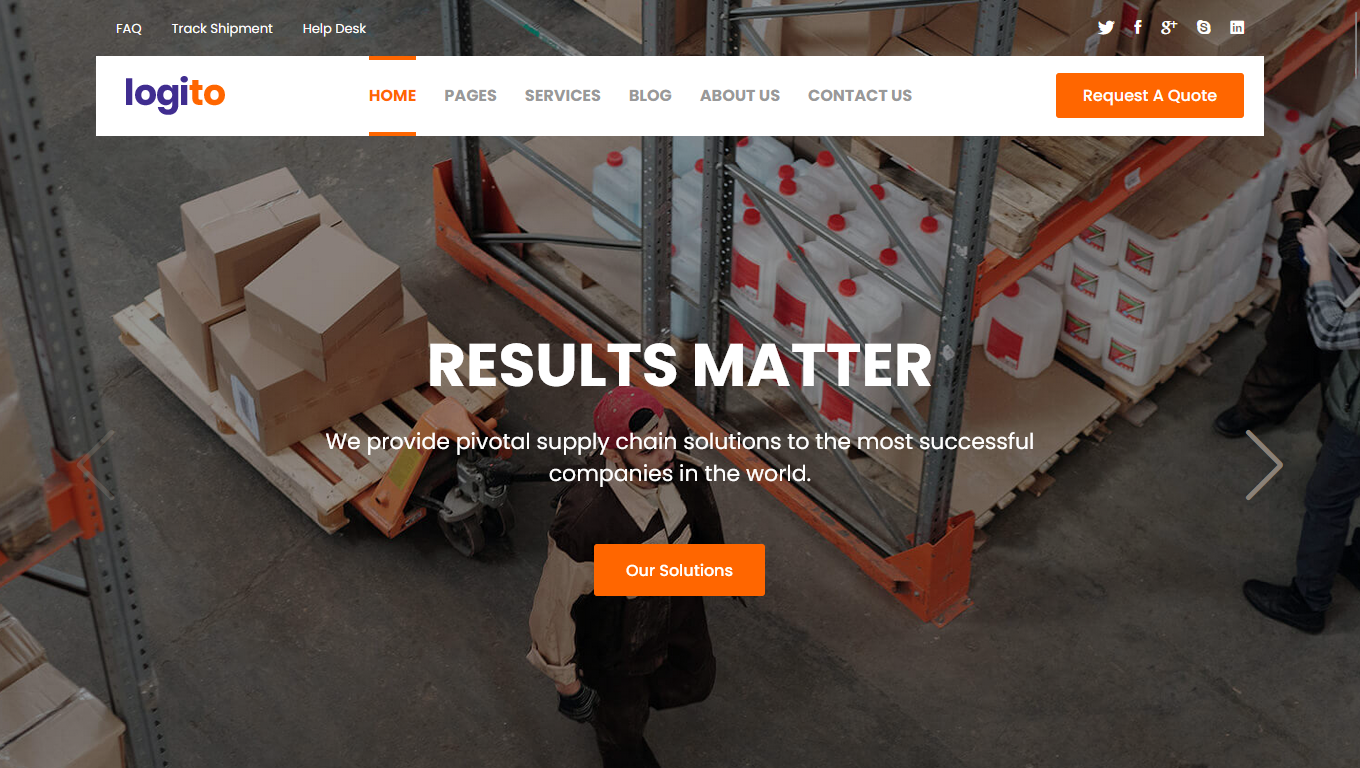 FAQ Track Shipment Help Desk
logito HOME PAGES SERVICES BLOG ABOUT US CONTACT US Request A Quote
RESULTS MATTER
We provide pivotal supply chain solutions to the most successful
companies in the world.
Our Solutions